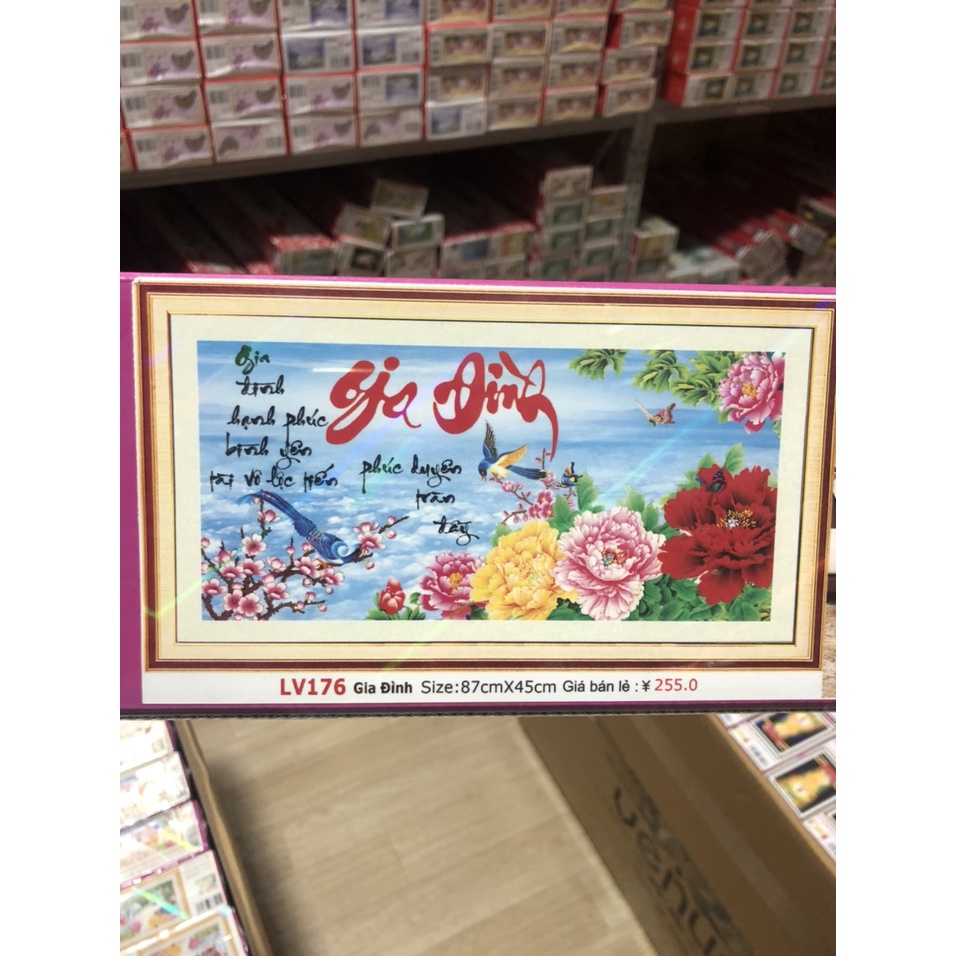 Gia Đình
Gia
đình
hạnh phúc
bình yên
tài vô lộc tiến
phúc duyên
tràn
đầy
LV176 Gia Đình Size:87cmX45cm Giá bán lẻ : ¥ 255.0